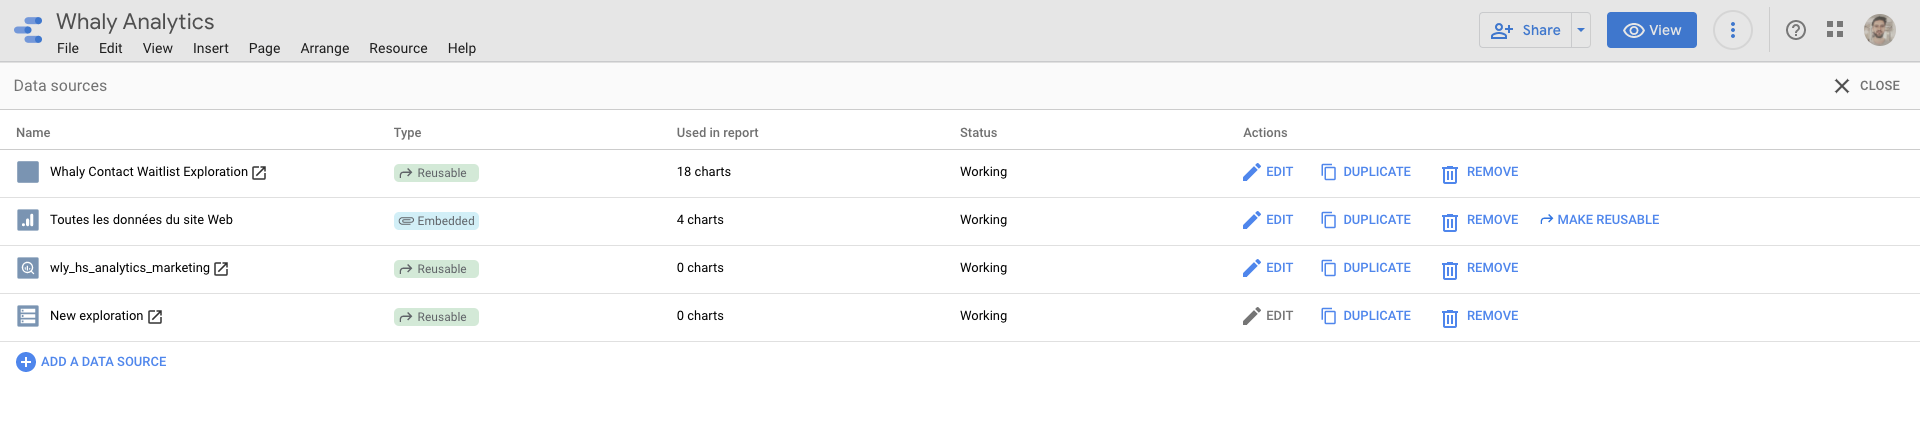 Whaly Analytics
File Edit View Insert Page Arrange Resource Help
Share View
Data sources CLOSE
Name Type Used in report Status Actions
Whaly Contact Waitlist Exploration Reusable 18 charts Working EDIT DUPLICATE REMOVE
Toutes les données du site Web Embedded 4 charts Working EDIT DUPLICATE REMOVE MAKE REUSABLE
wly_hs_analytics_marketing Reusable 0 charts Working EDIT DUPLICATE REMOVE
New exploration Reusable 0 charts Working EDIT DUPLICATE REMOVE
ADD A DATA SOURCE